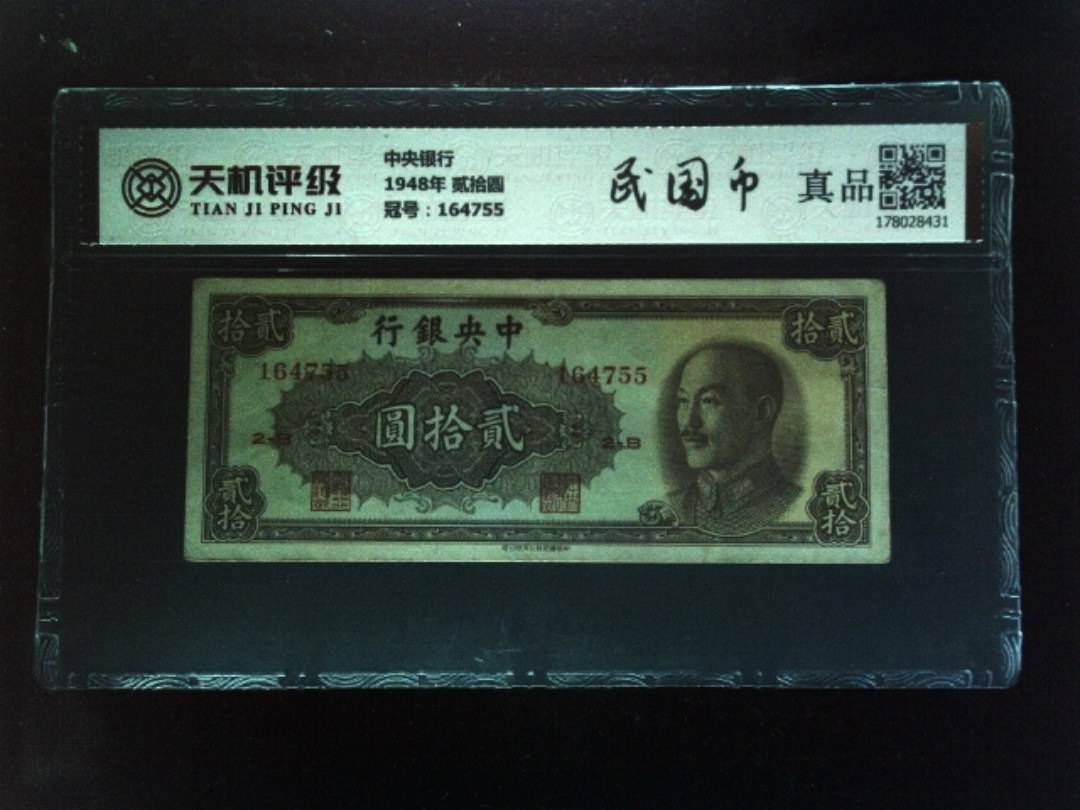 天机评级
TIAN JI PING JI
中央银行
1948年 贰拾圆
冠号：164755
民国币
真品
178028431
拾貳
行銀央中
拾貳
164755
164755
圓拾貳
2-B
2-B
貳拾
貳拾